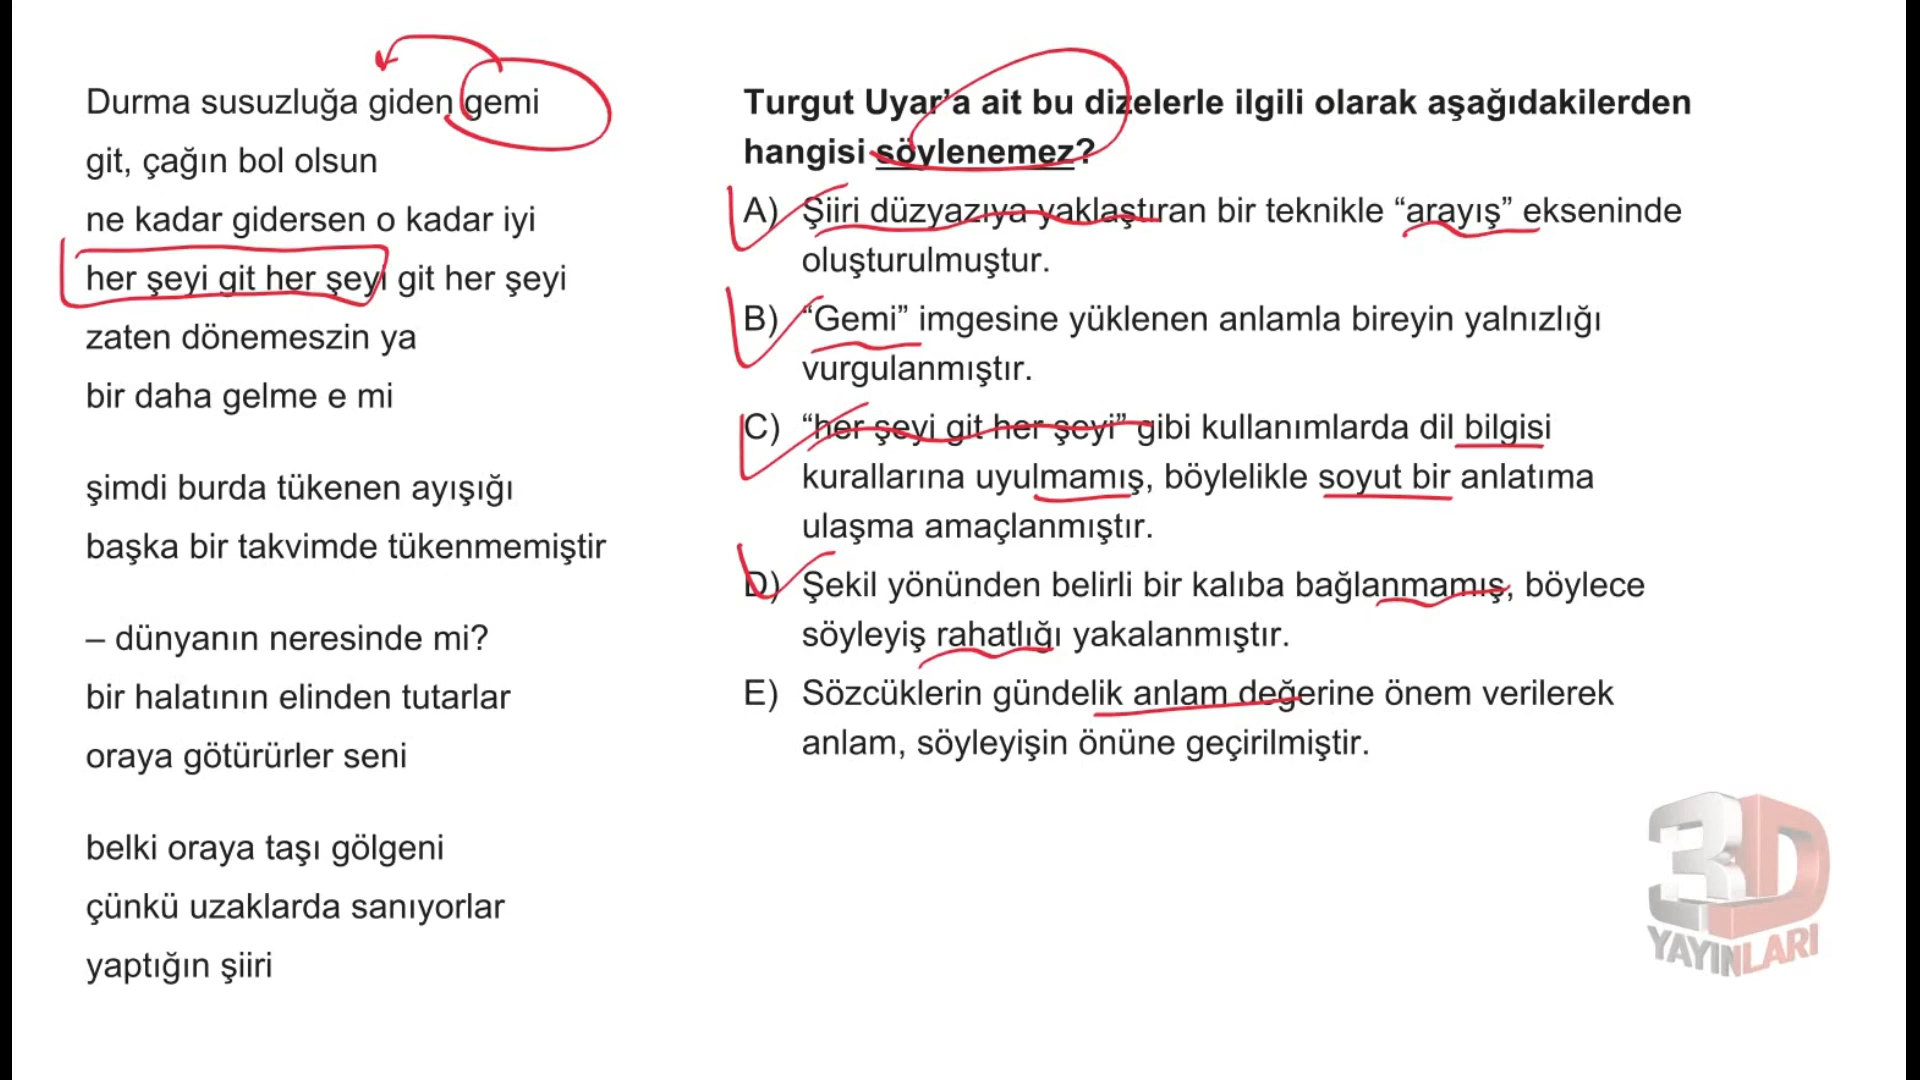 Durma susuzluğa giden gemi
git, çağın bol olsun
ne kadar gidersen o kadar iyi
her şeyi git her şeyi git her şeyi
zaten dönemeszin ya
bir daha gelme e mi
şimdi burda tükenen ayışığı
başka bir takvimde tükenmemiştir
– dünyanın neresinde mi?
bir halatının elinden tutarlar
oraya götürürler seni
belki oraya taşı gölgeni
çünkü uzaklarda sanıyorlar
yaptığın şiiri
Turgut Uyar'a ait bu dizelerle ilgili olarak aşağıdakilerden
hangisi söylenemez?
A) Şiiri düzyazıya yaklaştıran bir teknikle “arayış” ekseninde
oluşturulmuştur.
B) “Gemi” imgesine yüklenen anlamla bireyin yalnızlığı
vurgulanmıştır.
C) “her şeyi git her şeyi” gibi kullanımlarda dil bilgisi
kurallarına uyulmamış, böylelikle soyut bir anlatıma
ulaşma amaçlanmıştır.
D) Şekil yönünden belirli bir kalıba bağlanmamış, böylece
söyleyiş rahatlığı yakalanmıştır.
E) Sözcüklerin gündelik anlam değerine önem verilerek
anlam, söyleyişin önüne geçirilmiştir.
3D
YAYINLARI